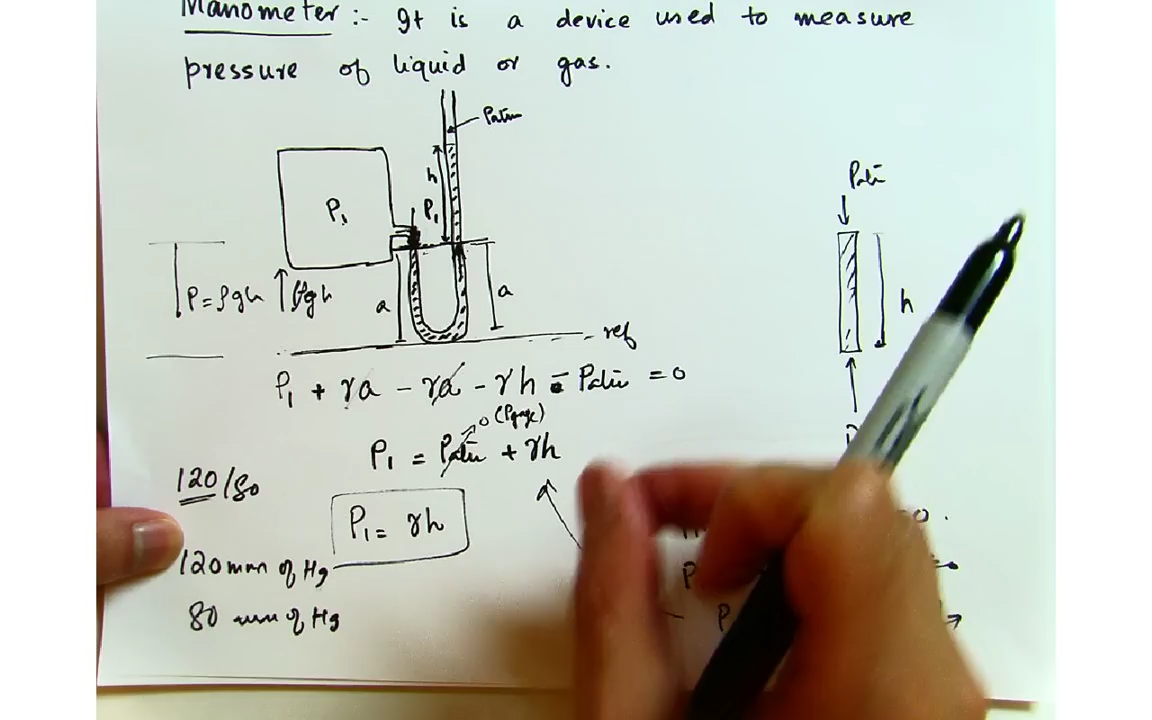 Manometer :- It is a device used to measure
pressure of liquid or gas.
Patm
h
P₁
P₁
P = ρgh
ρgh
a
a
ref
P₁ + γa - γa - γh - Patm = 0
0 (Pgage)
P₁ = Patm + γh
120/80
P₁ = γh
120 mm of Hg
80 mm of Hg
Patm
h
P
P
P